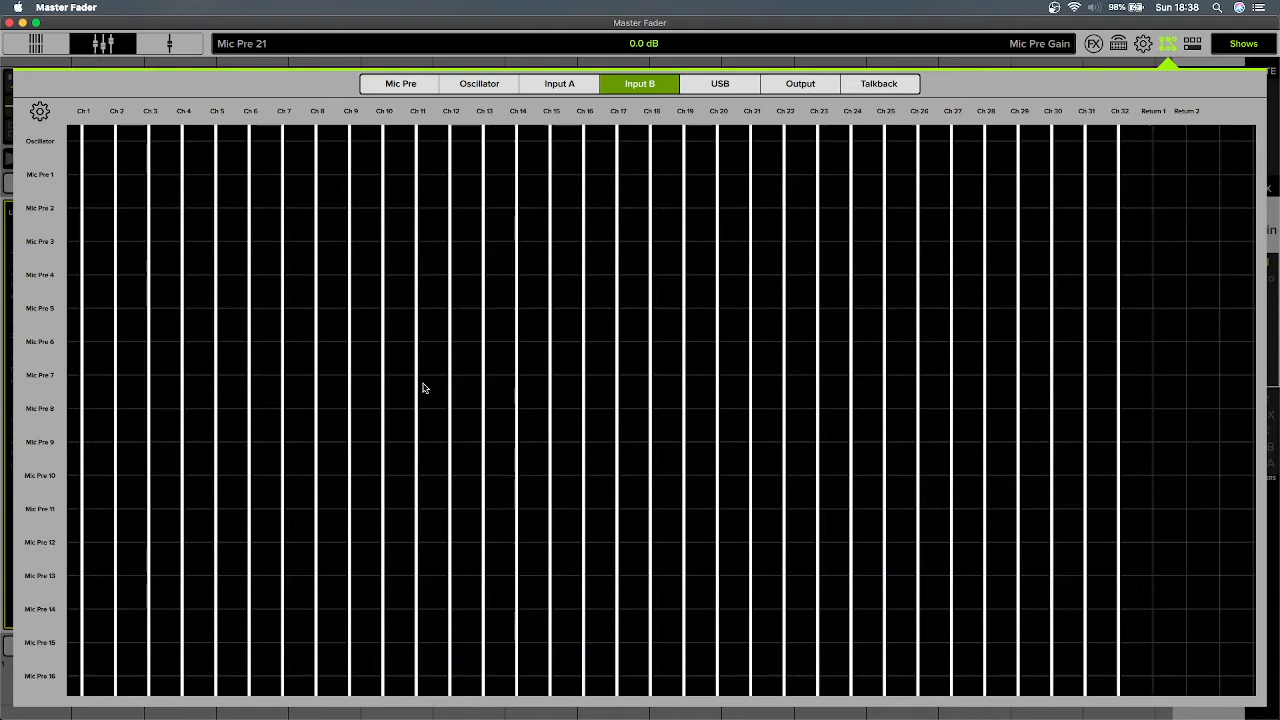 Master Fader
98%
Sun 18:38
Master Fader
Mic Pre 21
0.0 dB
Mic Pre Gain
FX
Shows
Mic Pre
Oscillator
Input A
Input B
USB
Output
Talkback
Ch 1 Ch 2 Ch 3 Ch 4 Ch 5 Ch 6 Ch 7 Ch 8 Ch 9 Ch 10 Ch 11 Ch 12 Ch 13 Ch 14 Ch 15 Ch 16 Ch 17 Ch 18 Ch 19 Ch 20 Ch 21 Ch 22 Ch 23 Ch 24 Ch 25 Ch 26 Ch 27 Ch 28 Ch 29 Ch 30 Ch 31 Ch 32 Return 1 Return 2
Oscillator
Mic Pre 1
Mic Pre 2
Mic Pre 3
Mic Pre 4
Mic Pre 5
Mic Pre 6
Mic Pre 7
Mic Pre 8
Mic Pre 9
Mic Pre 10
Mic Pre 11
Mic Pre 12
Mic Pre 13
Mic Pre 14
Mic Pre 15
Mic Pre 16